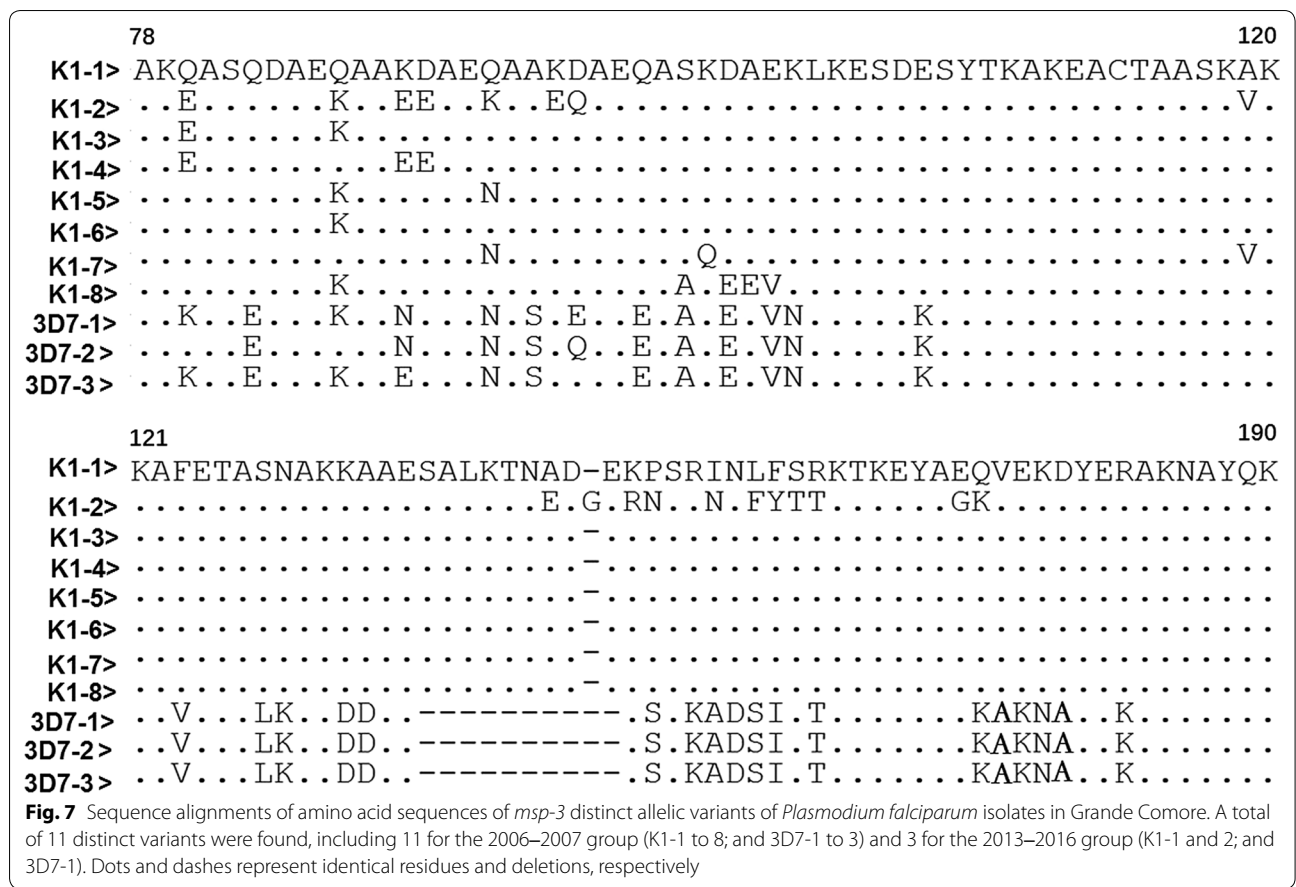 78 120
K1-1> AKQASQDAEQAAKDAEQAAKDAEQASKDAEKLKESDESYTKAKEACTAASKAK
K1-2> ..E......K..EE..K..EQ..............................V.
K1-3> ..E......K...........................................
K1-4> ..E.........EE.......................................
K1-5> .........K......N....................................
K1-6> .........K...........................................
K1-7> ................N.........Q........................V.
K1-8> .........K...............A.EEV.......................
3D7-1> ..K..E...K..N...N.S.E..E.A.E.VN.....K................
3D7-2 > .....E......N...N.S.Q..E.A.E.VN.....K................
3D7-3 > ..K..E...K..E...N.S....E.A.E.VN.....K................
121 190
K1-1> KAFETASNAKKAAESALKTNAD-EKPSRINLFSRKTKEYAEQVEKDYERAKNAYQK
K1-2> ....................E.G.RN..N.FYTT......GK..............
K1-3> ......................-.................................
K1-4> ......................-.................................
K1-5> ......................-.................................
K1-6> ......................-.................................
K1-7> ......................-.................................
K1-8> ......................-.................................
3D7-1> ..V...LK..DD..----------.S.KADSI.T.......KAKNA..K.......
3D7-2 > ..V...LK..DD..----------.S.KADSI.T.......KAKNA..K.......
3D7-3 > ..V...LK..DD..----------.S.KADSI.T.......KAKNA..K.......
Fig. 7 Sequence alignments of amino acid sequences of msp-3 distinct allelic variants of Plasmodium falciparum isolates in Grande Comore. A total
of 11 distinct variants were found, including 11 for the 2006–2007 group (K1-1 to 8; and 3D7-1 to 3) and 3 for the 2013–2016 group (K1-1 and 2; and
3D7-1). Dots and dashes represent identical residues and deletions, respectively